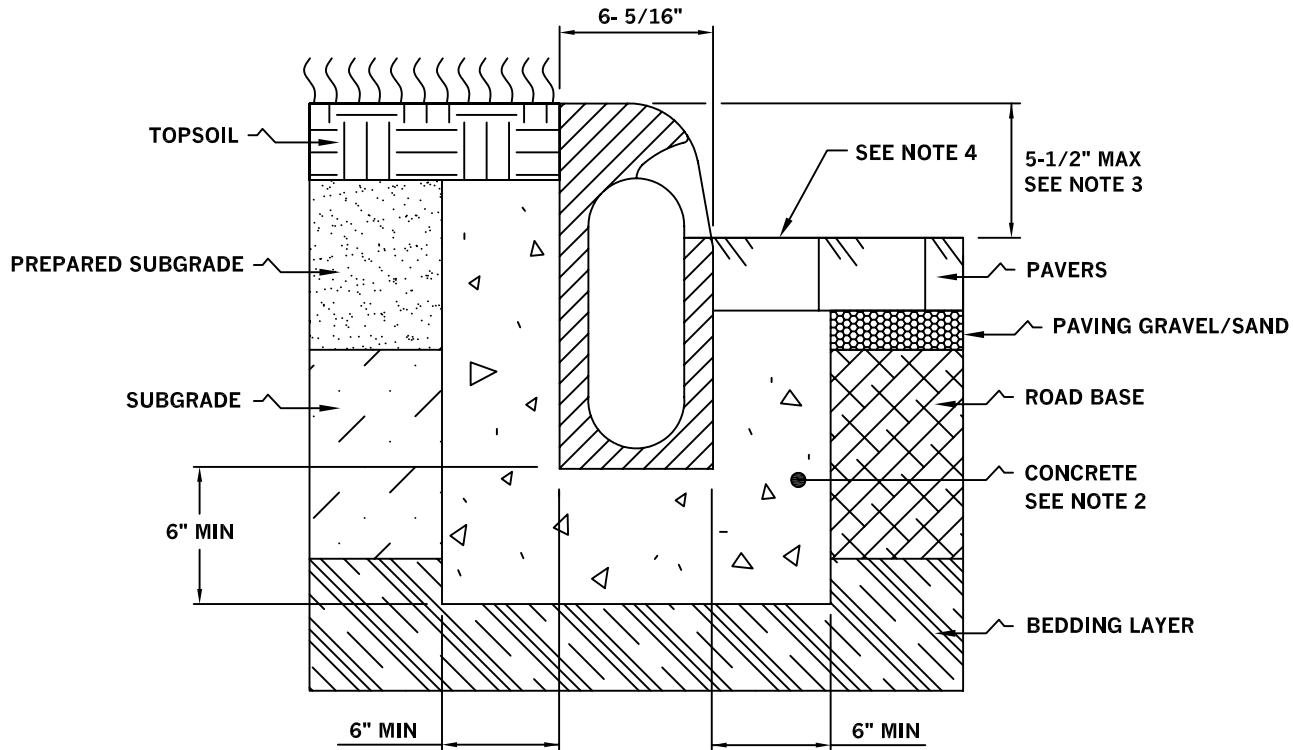 6- 5/16"
TOPSOIL
SEE NOTE 4
5-1/2" MAX
SEE NOTE 3
PREPARED SUBGRADE
PAVERS
PAVING GRAVEL/SAND
SUBGRADE
ROAD BASE
CONCRETE
SEE NOTE 2
6" MIN
BEDDING LAYER
6" MIN
6" MIN